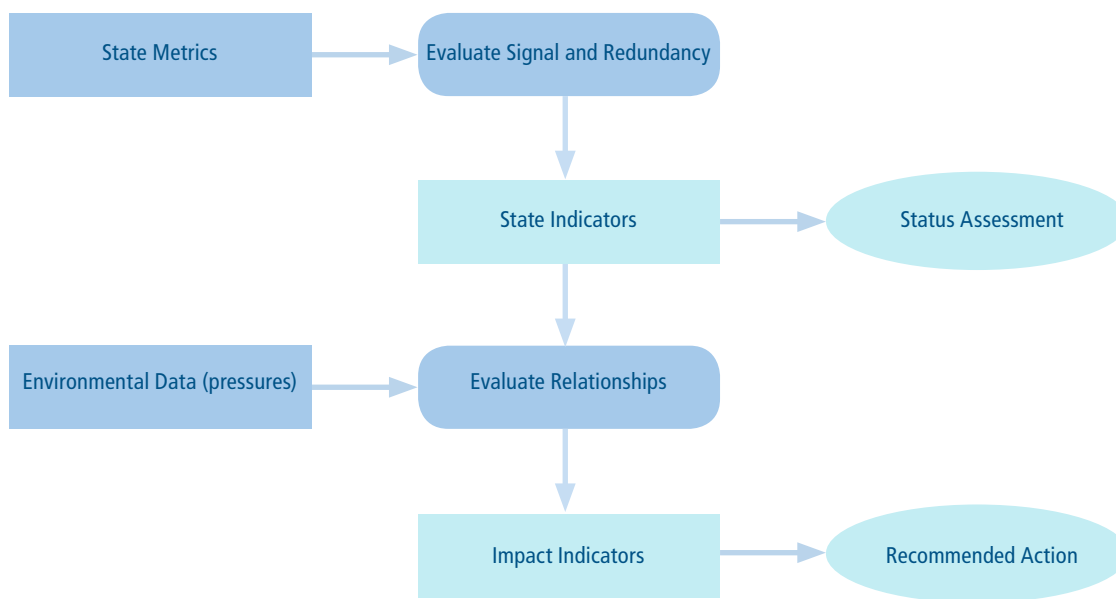 State Metrics
Evaluate Signal and Redundancy
State Indicators
Status Assessment
Environmental Data (pressures)
Evaluate Relationships
Impact Indicators
Recommended Action